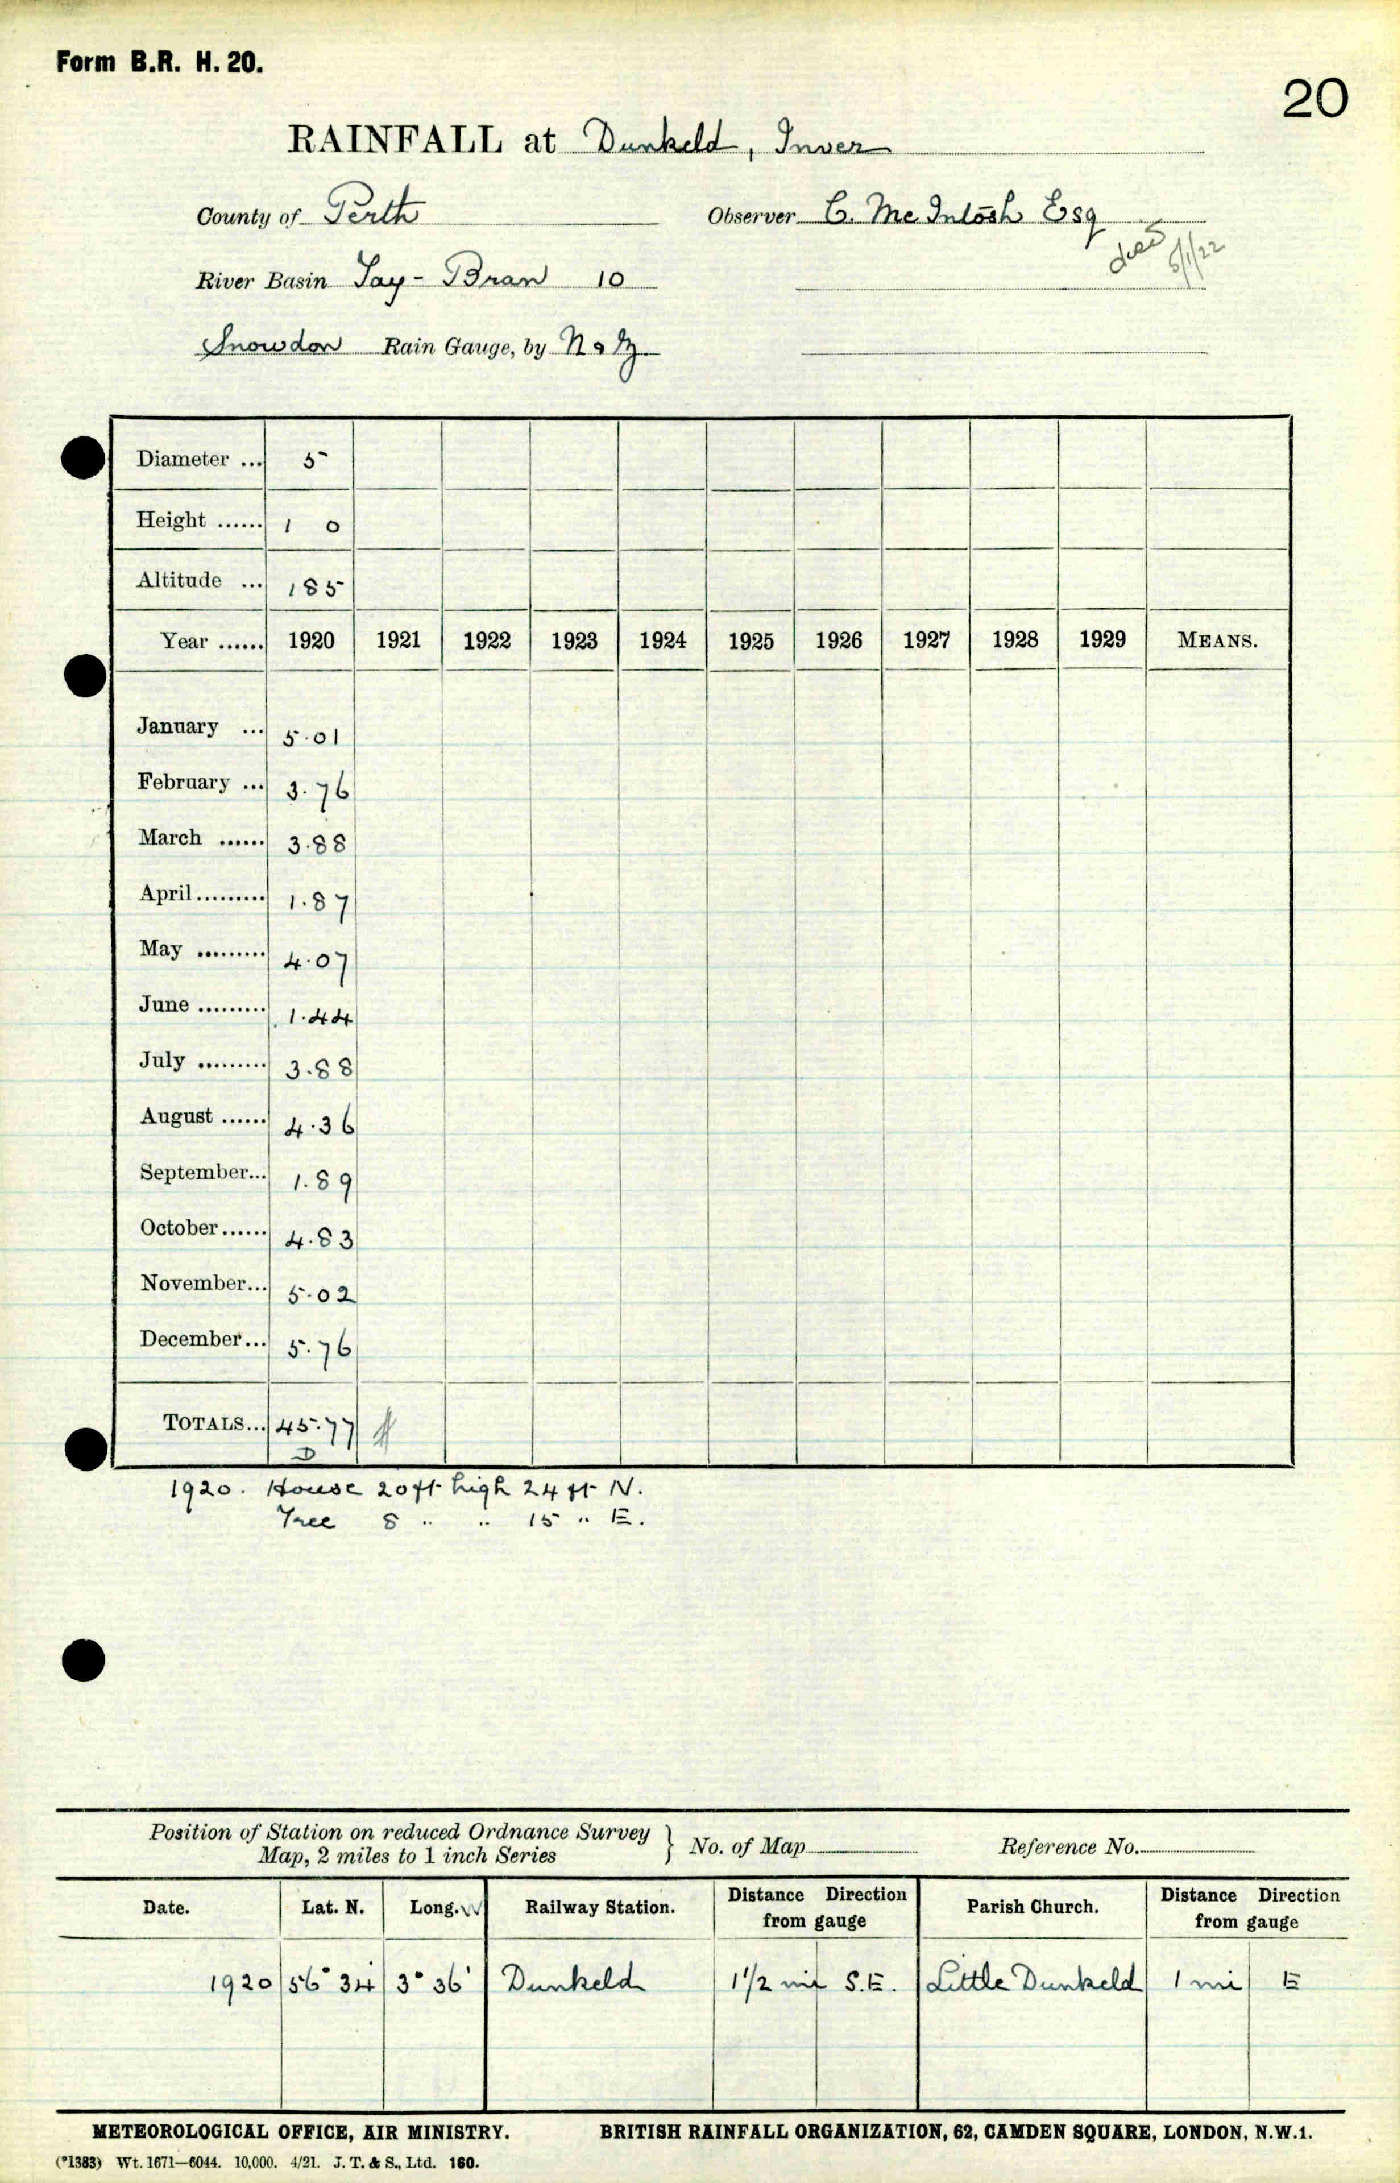 Form B.R. H. 20.
20
RAINFALL at Dunkeld, Inver
County of Perth Observer C. McIntosh Esq
died 5/1/22
River Basin Tay - Bran 10
Snowdon Rain Gauge, by N & Z
Diameter ... 5
Height ...... 1 0
Altitude ... 185
Year ...... 1920 1921 1922 1923 1924 1925 1926 1927 1928 1929 MEANS.
January ... 5.01
February ... 3.76
March ...... 3.88
April......... 1.87
May ......... 4.07
June ......... 1.44
July ......... 3.88
August ...... 4.36
September... 1.89
October...... 4.83
November... 5.02
December... 5.76
TOTALS... 45.77
D
1920. House 20 ft high 24 ft N.
Tree 8 " " 15 " E.
Position of Station on reduced Ordnance Survey
Map, 2 miles to 1 inch Series } No. of Map Reference No.
Date. Lat. N. Long. W Railway Station. Distance Direction from gauge Parish Church. Distance Direction from gauge
1920 56° 34' 3° 36' Dunkeld 1 1/2 mi S.E. Little Dunkeld 1 mi E
METEOROLOGICAL OFFICE, AIR MINISTRY. BRITISH RAINFALL ORGANIZATION, 62, CAMDEN SQUARE, LONDON, N.W.1.
(*1383) Wt. 1671—6044. 10,000. 4/21. J. T. & S., Ltd. 160.